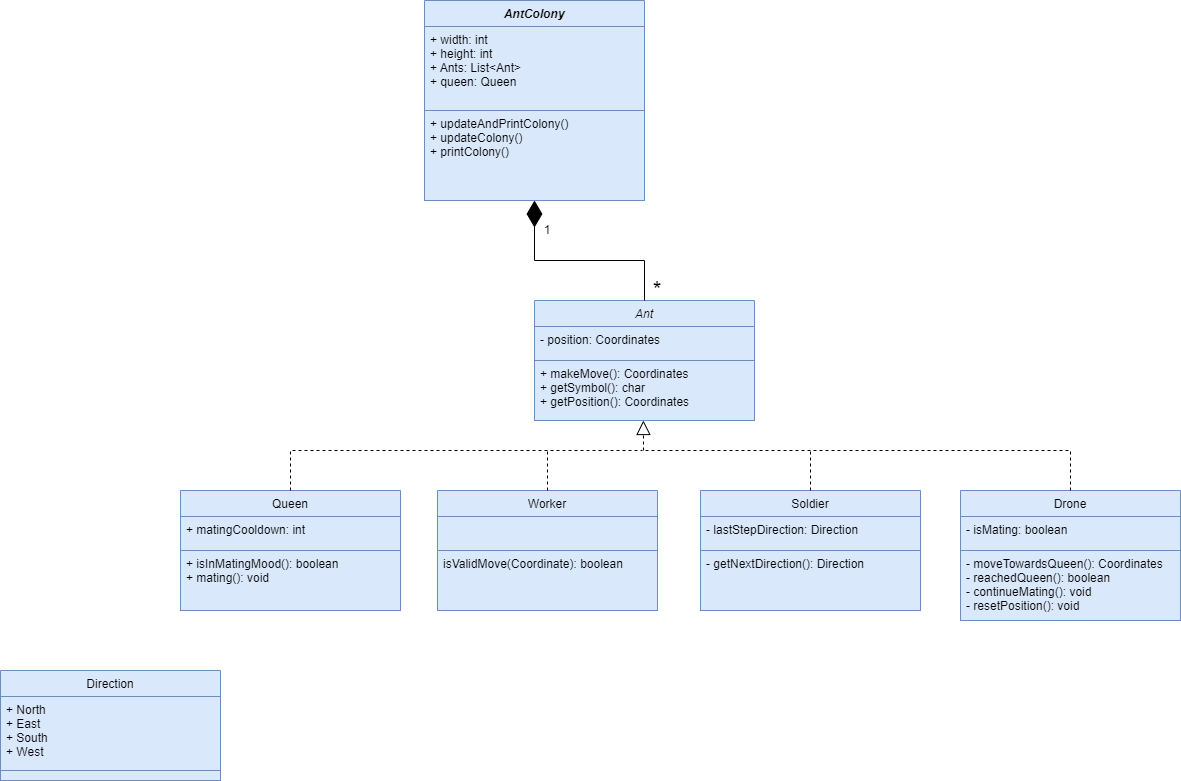 AntColony
+ width: int
+ height: int
+ Ants: List<Ant>
+ queen: Queen
+ updateAndPrintColony()
+ updateColony()
+ printColony()
1
*
Ant
- position: Coordinates
+ makeMove(): Coordinates
+ getSymbol(): char
+ getPosition(): Coordinates
Queen
+ matingCooldown: int
+ isInMatingMood(): boolean
+ mating(): void
Worker
isValidMove(Coordinate): boolean
Soldier
- lastStepDirection: Direction
- getNextDirection(): Direction
Drone
- isMating: boolean
- moveTowardsQueen(): Coordinates
- reachedQueen(): boolean
- continueMating(): void
- resetPosition(): void
Direction
+ North
+ East
+ South
+ West